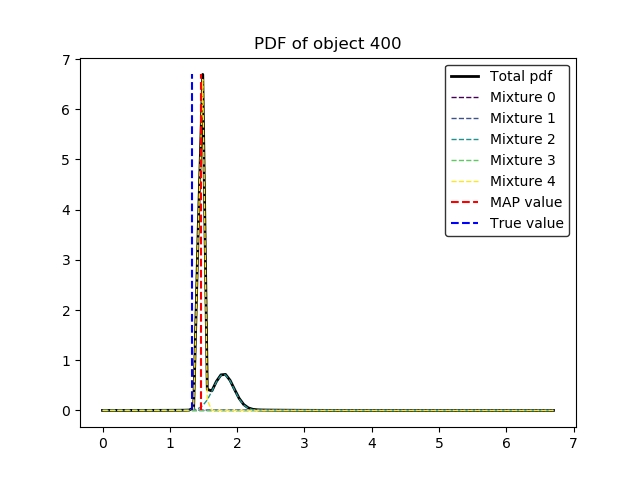 PDF of object 400
7
6
5
4
3
2
1
0
0 1 2 3 4 5 6 7
Total pdf
Mixture 0
Mixture 1
Mixture 2
Mixture 3
Mixture 4
MAP value
True value